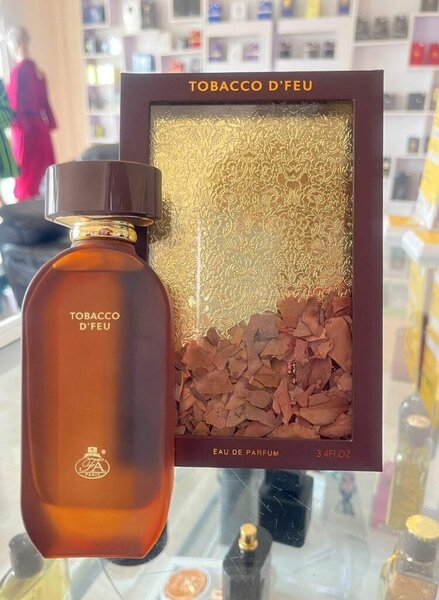 TOBACCO D'FEU
TOBACCO
D'FEU
FA
PARIS
®
EAU DE PARFUM
3.4FL.OZ